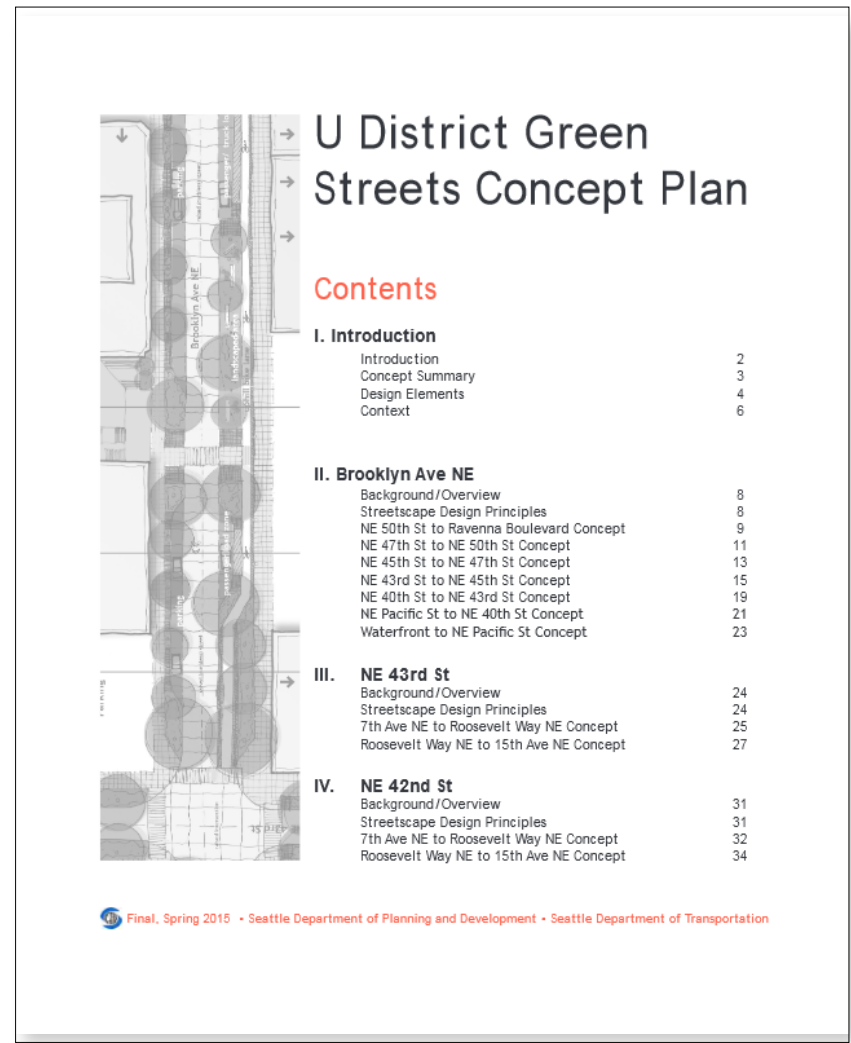 U District Green
Streets Concept Plan
Contents
I. Introduction
Introduction 2
Concept Summary 3
Design Elements 4
Context 6
II. Brooklyn Ave NE
Background/Overview 8
Streetscape Design Principles 8
NE 50th St to Ravenna Boulevard Concept 9
NE 47th St to NE 50th St Concept 11
NE 45th St to NE 47th St Concept 13
NE 43rd St to NE 45th St Concept 15
NE 40th St to NE 43rd St Concept 19
NE Pacific St to NE 40th St Concept 21
Waterfront to NE Pacific St Concept 23
III. NE 43rd St
Background/Overview 24
Streetscape Design Principles 24
7th Ave NE to Roosevelt Way NE Concept 25
Roosevelt Way NE to 15th Ave NE Concept 27
IV. NE 42nd St
Background/Overview 31
Streetscape Design Principles 31
7th Ave NE to Roosevelt Way NE Concept 32
Roosevelt Way NE to 15th Ave NE Concept 34
Final, Spring 2015 • Seattle Department of Planning and Development • Seattle Department of Transportation
parking
Brooklyn Ave NE
passenger/load zone
parking
43rd St